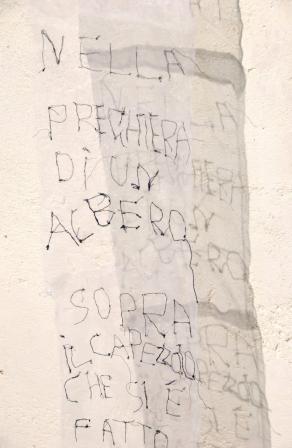 NELLA
PREGHIERA
DI UN
ALBERO
SOPRA
IL CAPEZZOLO
CHE SI È
FATTO